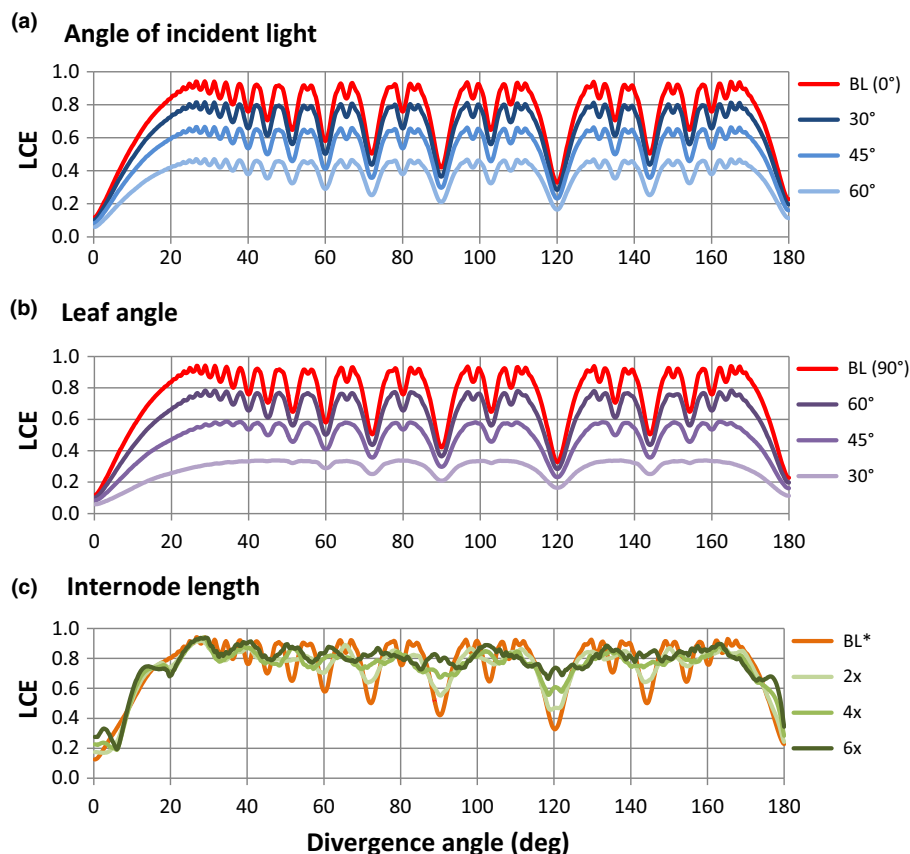 (a) Angle of incident light
LCE
1.0
0.8
0.6
0.4
0.2
0.0
0 20 40 60 80 100 120 140 160 180
BL (0°)
30°
45°
60°
(b) Leaf angle
LCE
1.0
0.8
0.6
0.4
0.2
0.0
0 20 40 60 80 100 120 140 160 180
BL (90°)
60°
45°
30°
(c) Internode length
LCE
1.0
0.8
0.6
0.4
0.2
0.0
0 20 40 60 80 100 120 140 160 180
BL*
2x
4x
6x
Divergence angle (deg)